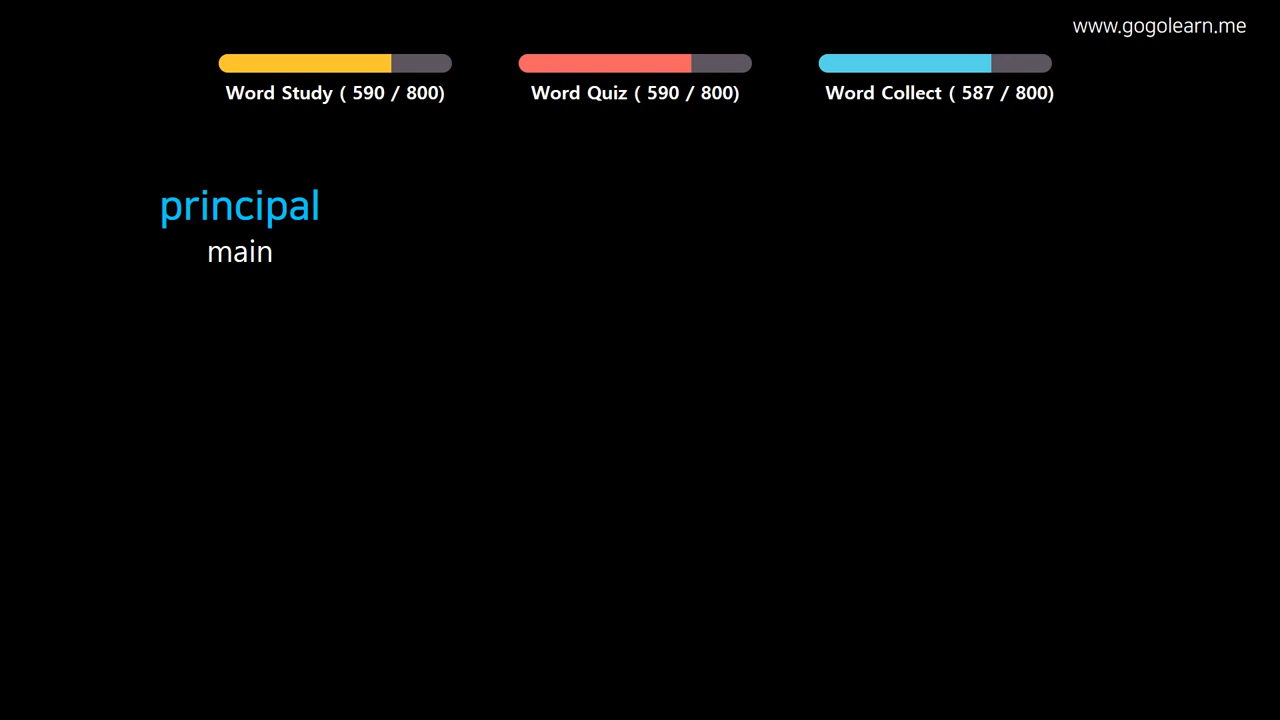 www.gogolearn.me
Word Study ( 590 / 800)
Word Quiz ( 590 / 800)
Word Collect ( 587 / 800)
principal
main